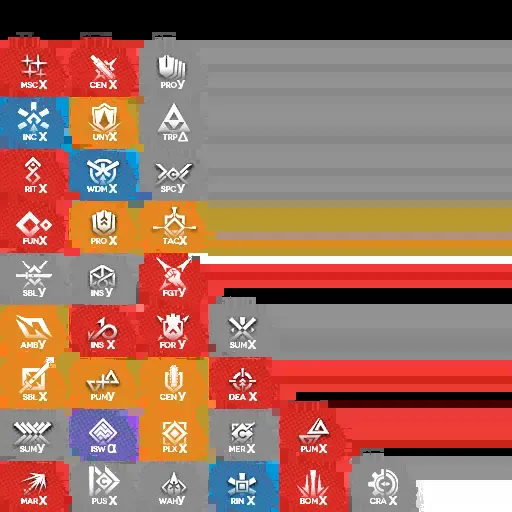 MSC X CEN X PRO Y
INC X UNY X TRP Δ
RIT X WDM X SPC Y
FUN X PRO X TAC X
SBL Y INS Y FGT Y
AMB Y INS X FOR Y SUM X
SBL X PUM Y CEN Y DEA X
SUM Y ISW α PLX X MER X PUM X
MAR X PUS X WAH Y RIN X BOM X CRA X